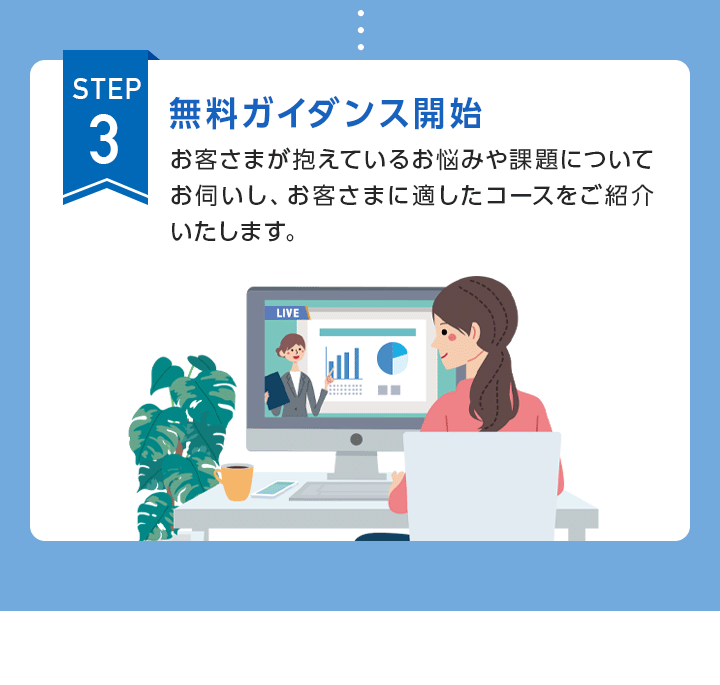 STEP
3
無料ガイダンス開始
お客さまが抱えているお悩みや課題について
お伺いし、お客さまに適したコースをご紹介
いたします。
LIVE